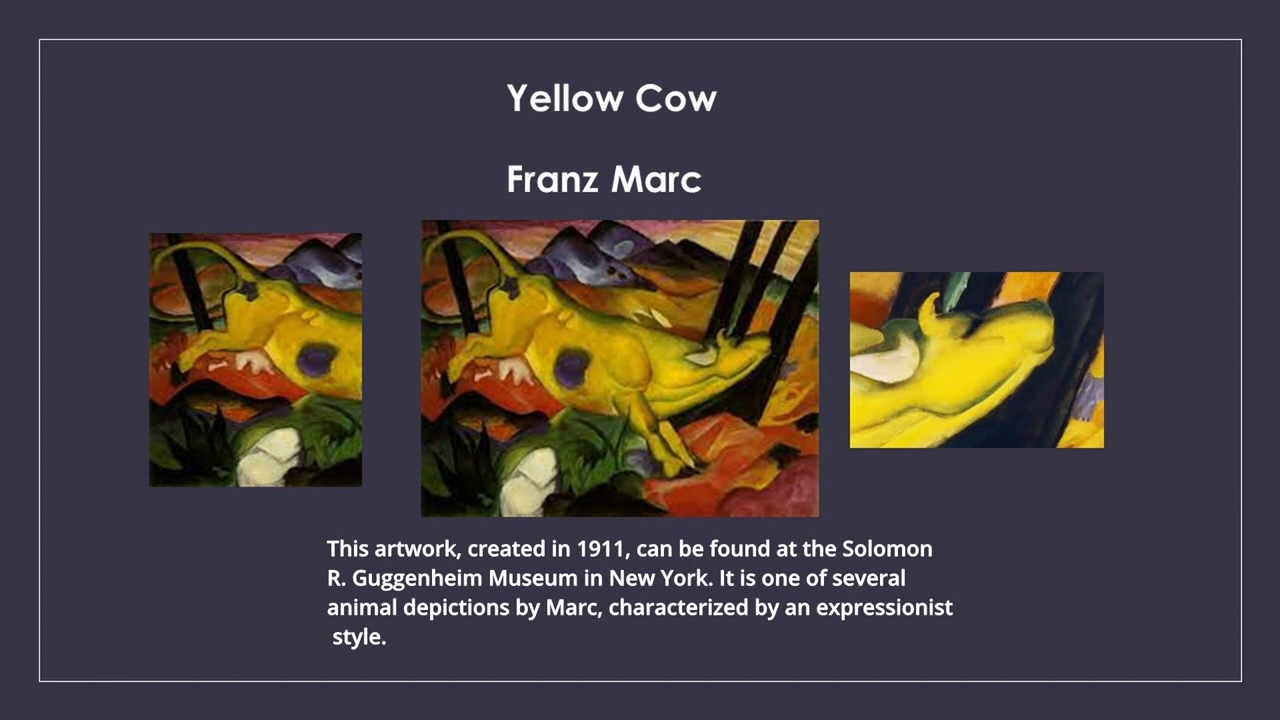 Yellow Cow
Franz Marc
This artwork, created in 1911, can be found at the Solomon
R. Guggenheim Museum in New York. It is one of several
animal depictions by Marc, characterized by an expressionist
style.